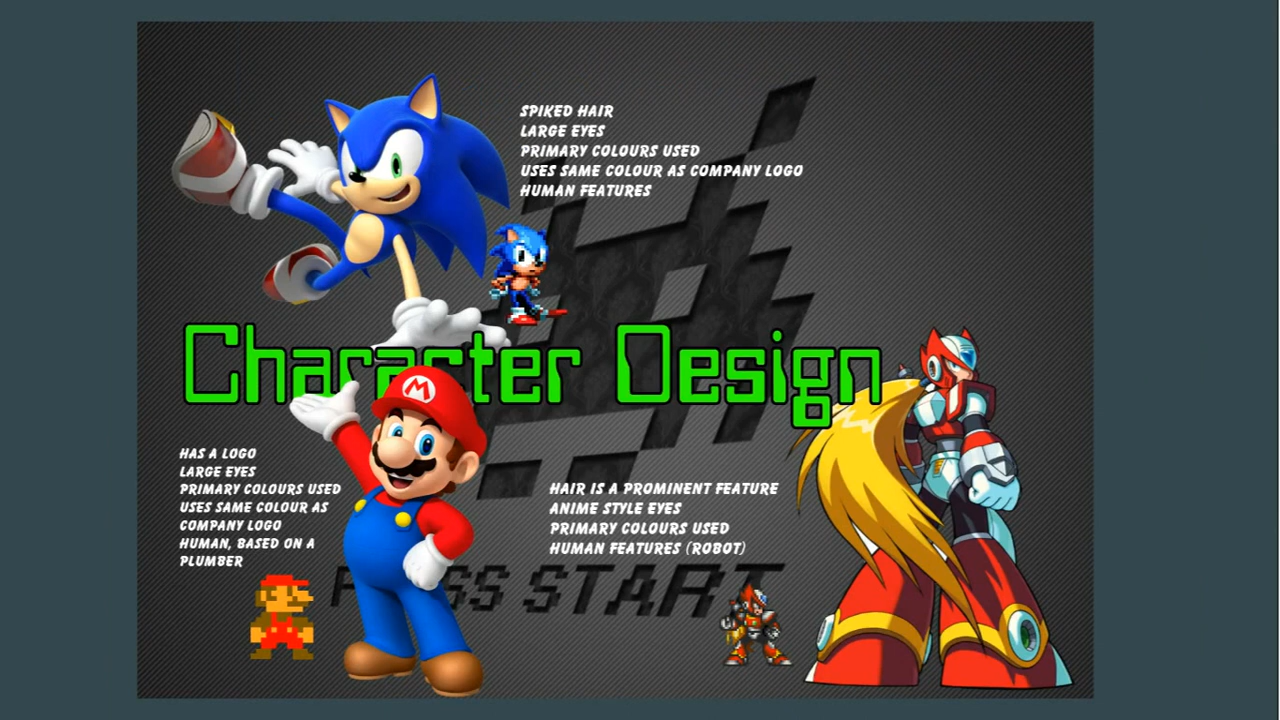 SPIKED HAIR
LARGE EYES
PRIMARY COLOURS USED
USES SAME COLOUR AS COMPANY LOGO
HUMAN FEATURES
Character Design
M
HAS A LOGO
LARGE EYES
PRIMARY COLOURS USED
USES SAME COLOUR AS
COMPANY LOGO
HUMAN, BASED ON A
PLUMBER
HAIR IS A PROMINENT FEATURE
ANIME STYLE EYES
PRIMARY COLOURS USED
HUMAN FEATURES (ROBOT)
PRESS START